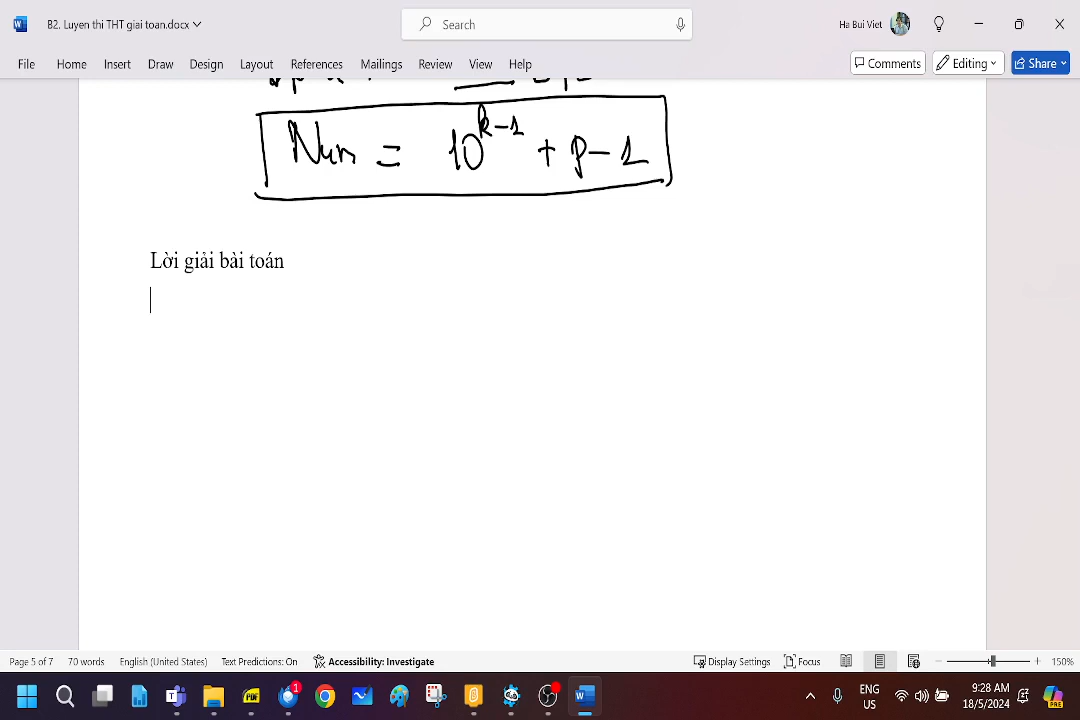 B2. Luyen thi THT giai toan.docx
Search
Ha Bui Viet
File Home Insert Draw Design Layout References Mailings Review View Help
Comments Editing Share
Num = 10^{k-1} + p - 1
Lời giải bài toán
Page 5 of 7 70 words English (United States) Text Predictions: On Accessibility: Investigate Display Settings Focus 150%
ENG
US
9:28 AM
18/5/2024
1
PDF
PRE